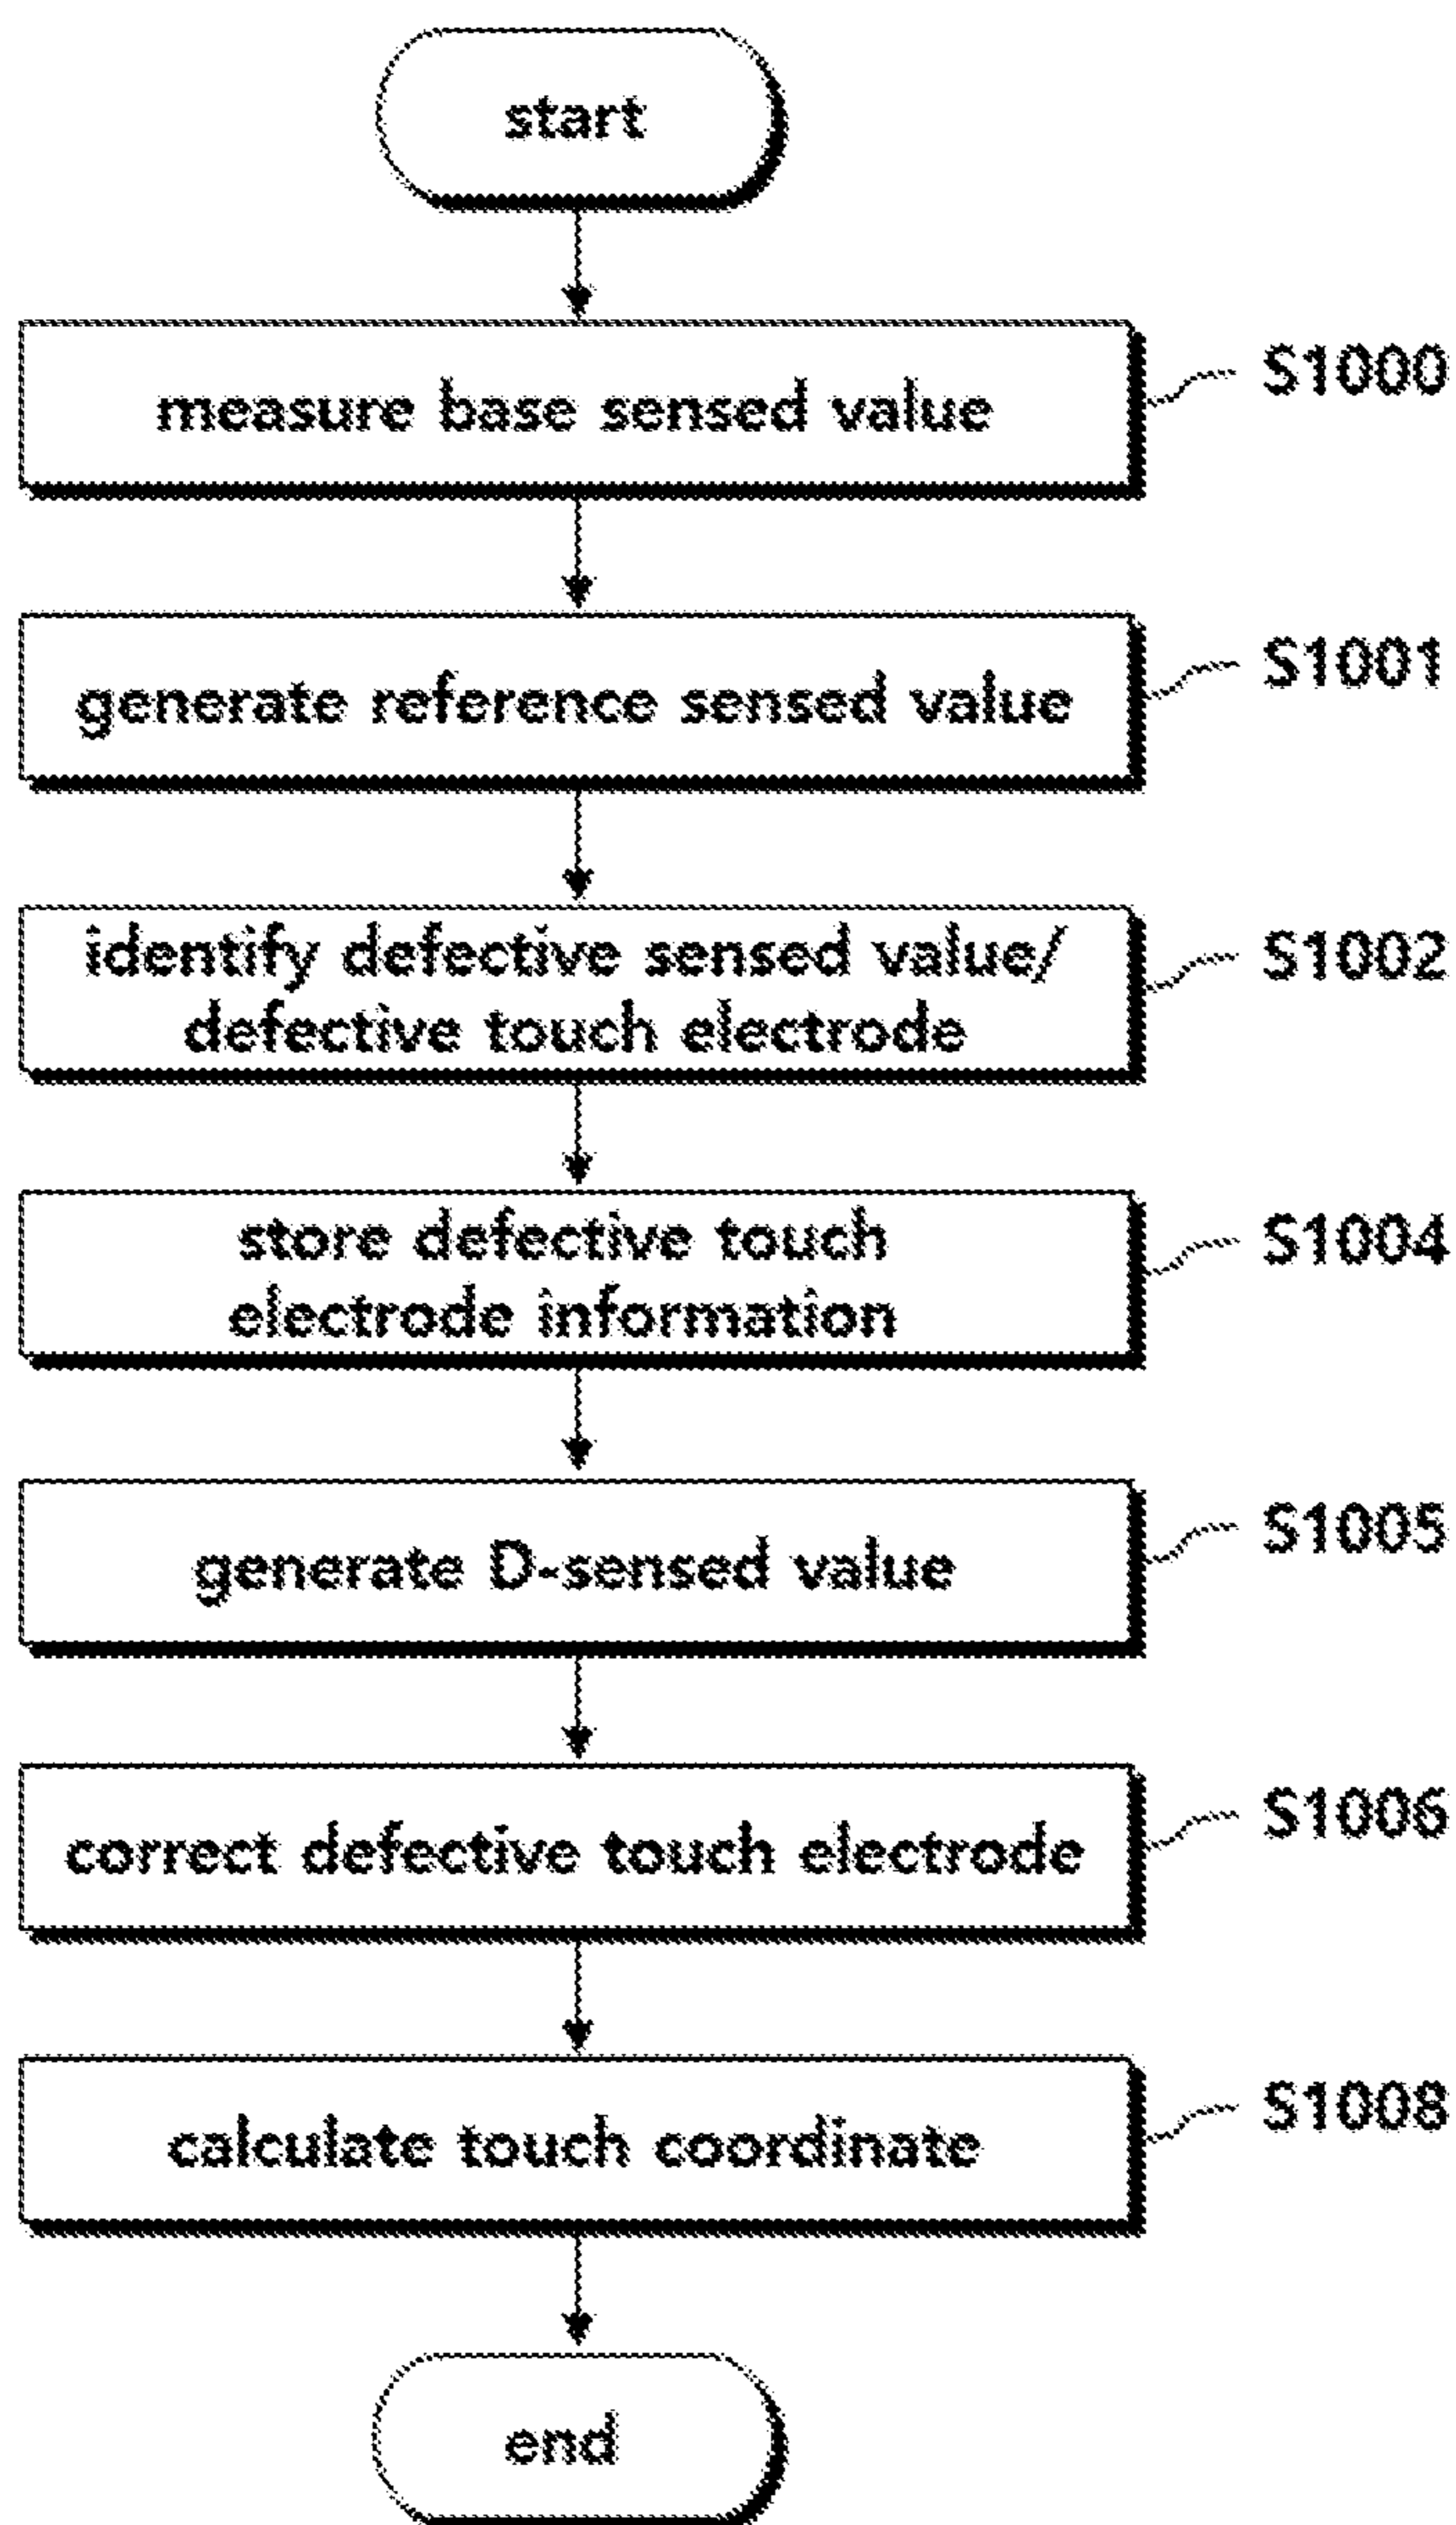 start
measure base sensed value
S1000
generate reference sensed value
S1001
identify defective sensed value/
defective touch electrode
S1002
store defective touch
electrode information
S1004
generate D-sensed value
S1005
correct defective touch electrode
S1006
calculate touch coordinate
S1008
end